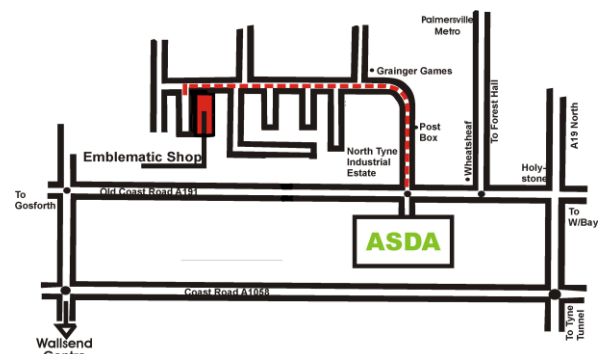 Palmersville
Metro
Grainger Games
To Forest Hall
A19 North
Post
Box
Wheatsheaf
Emblematic Shop
North Tyne
Industrial
Estate
Holy-
stone
To
Gosforth
Old Coast Road A191
To
W/Bay
ASDA
Coast Road A1058
To Tyne
Tunnel
Wallsend
Centre